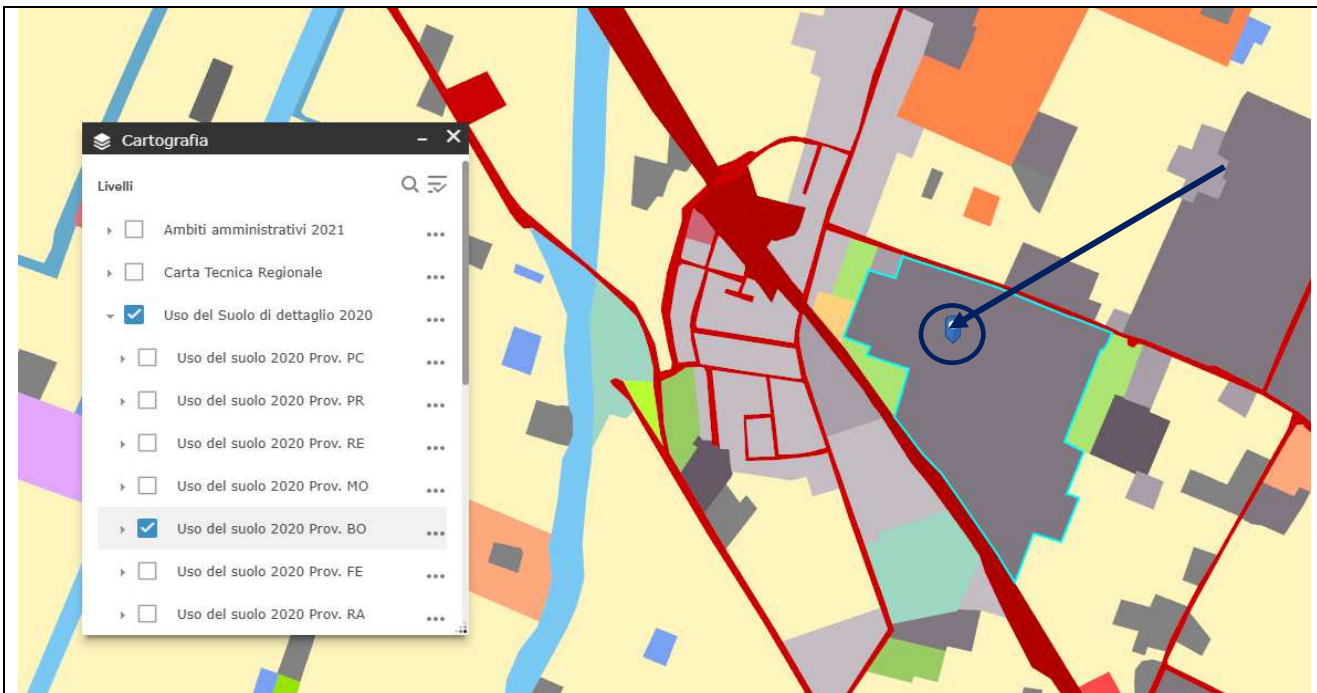 Cartografia
Livelli
Ambiti amministrativi 2021
Carta Tecnica Regionale
Uso del Suolo di dettaglio 2020
Uso del suolo 2020 Prov. PC
Uso del suolo 2020 Prov. PR
Uso del suolo 2020 Prov. RE
Uso del suolo 2020 Prov. MO
Uso del suolo 2020 Prov. BO
Uso del suolo 2020 Prov. FE
Uso del suolo 2020 Prov. RA